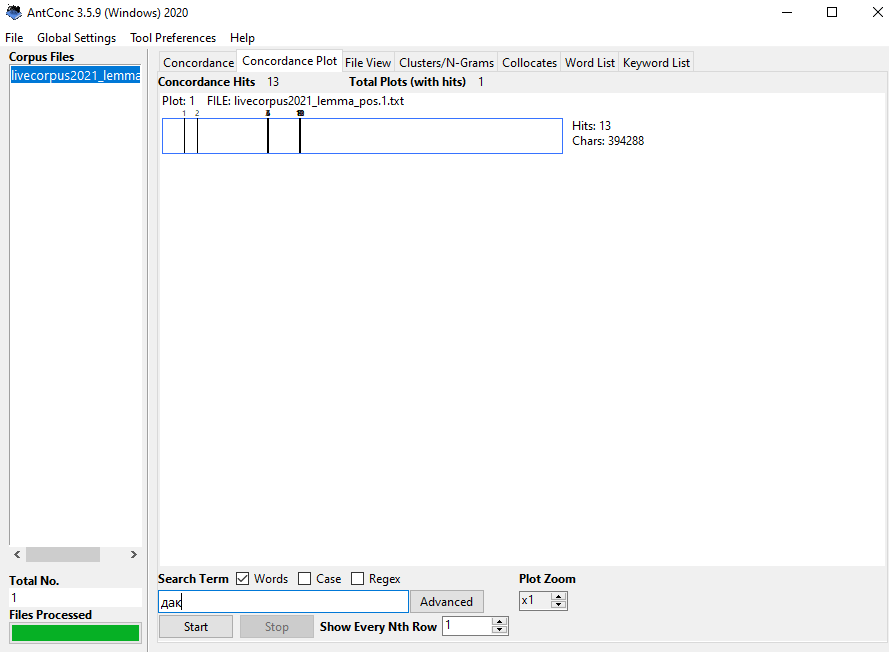 AntConc 3.5.9 (Windows) 2020
File Global Settings Tool Preferences Help
Corpus Files
livecorpus2021_lemma
Concordance Concordance Plot File View Clusters/N-Grams Collocates Word List Keyword List
Concordance Hits 13 Total Plots (with hits) 1
Plot: 1 FILE: livecorpus2021_lemma_pos.1.txt
1 2
Hits: 13
Chars: 394288
Total No.
1
Files Processed
Search Term Words Case Regex Plot Zoom
дак Advanced x1
Start Stop Show Every Nth Row 1